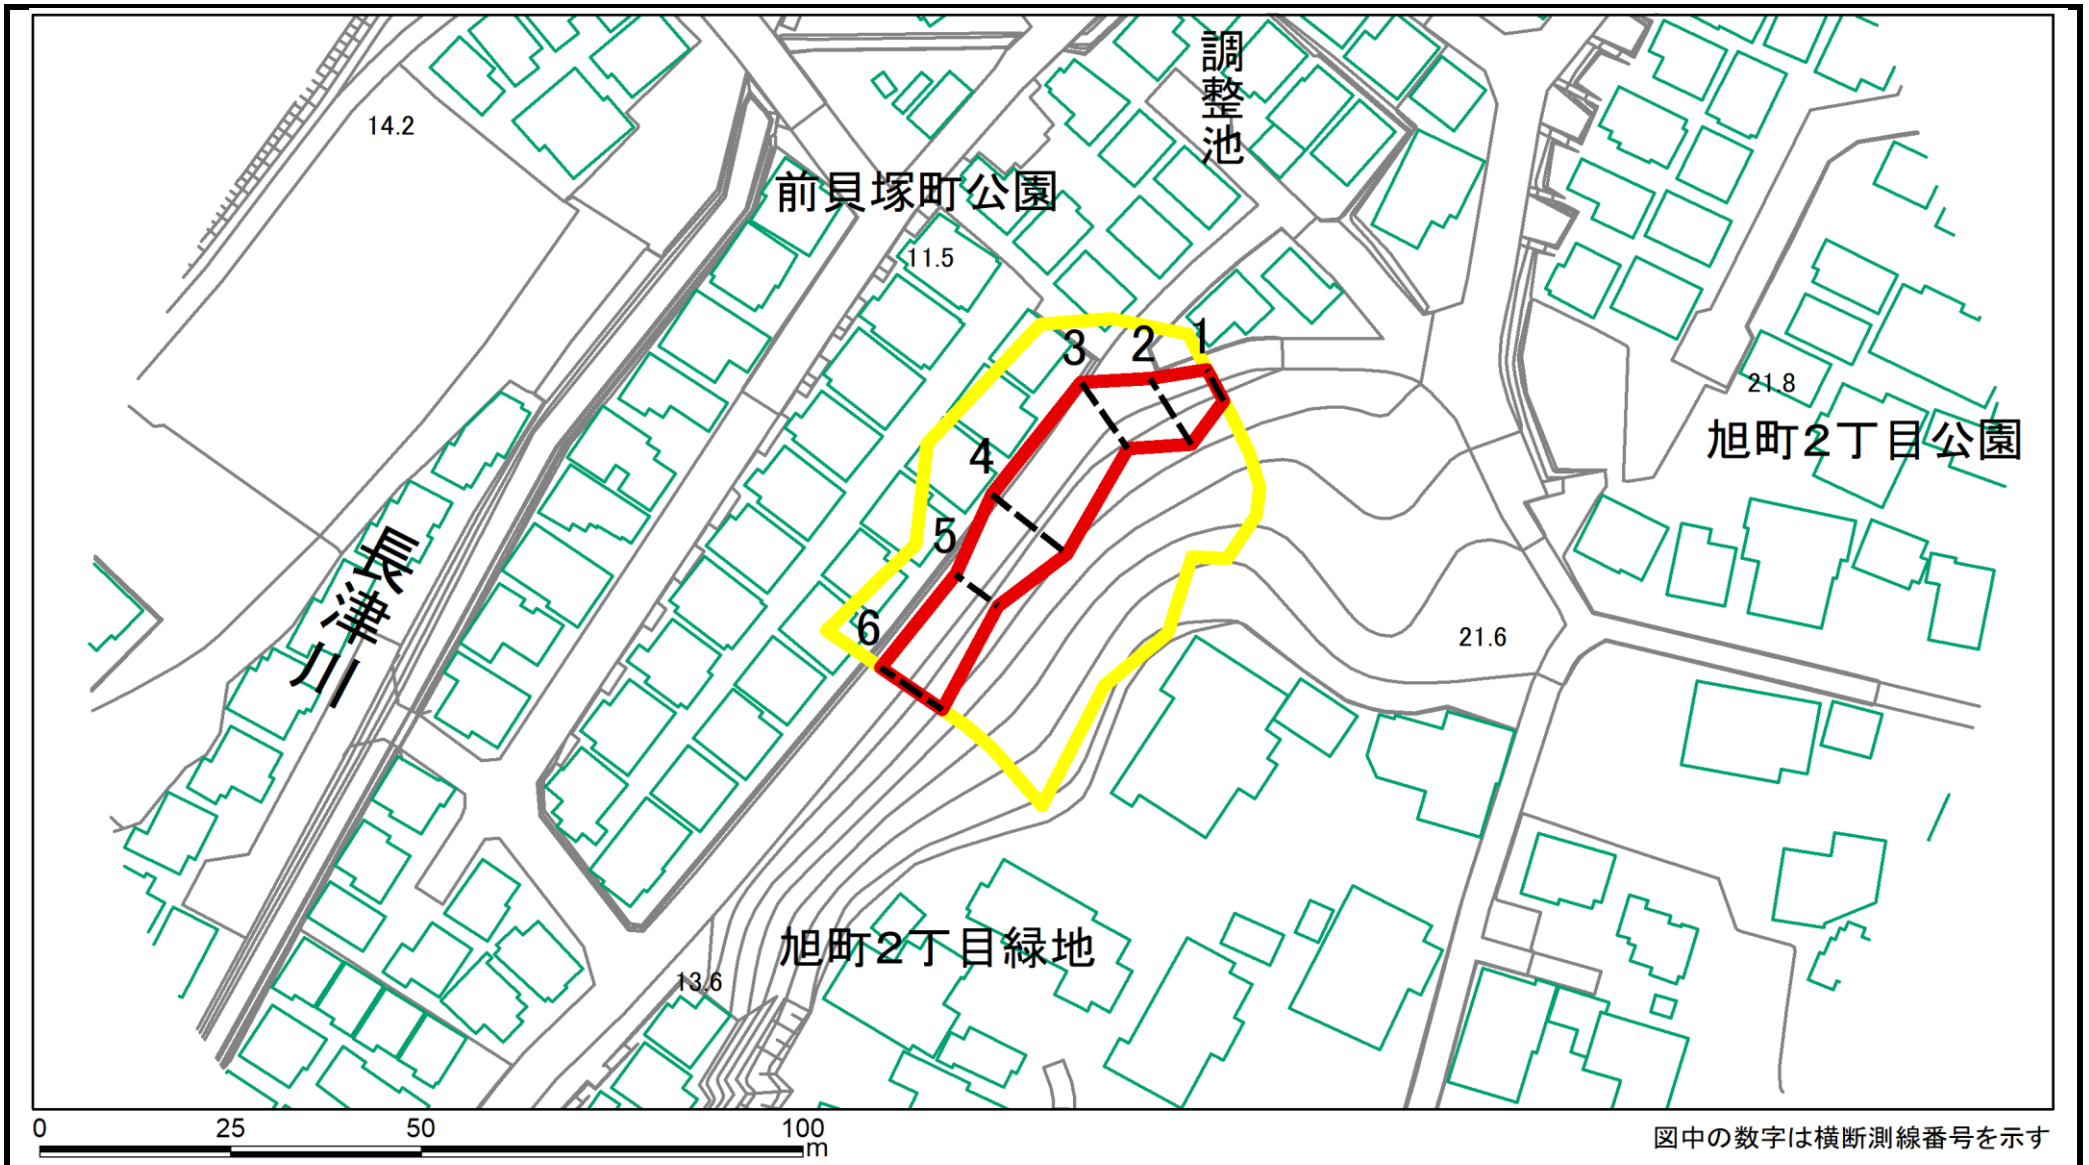 調整池
14.2
前貝塚町公園
11.5
1
2
3
21.8
旭町2丁目公園
4
5
長津川
6
21.6
旭町2丁目緑地
13.6
0 25 50 100
m
図中の数字は横断測線番号を示す